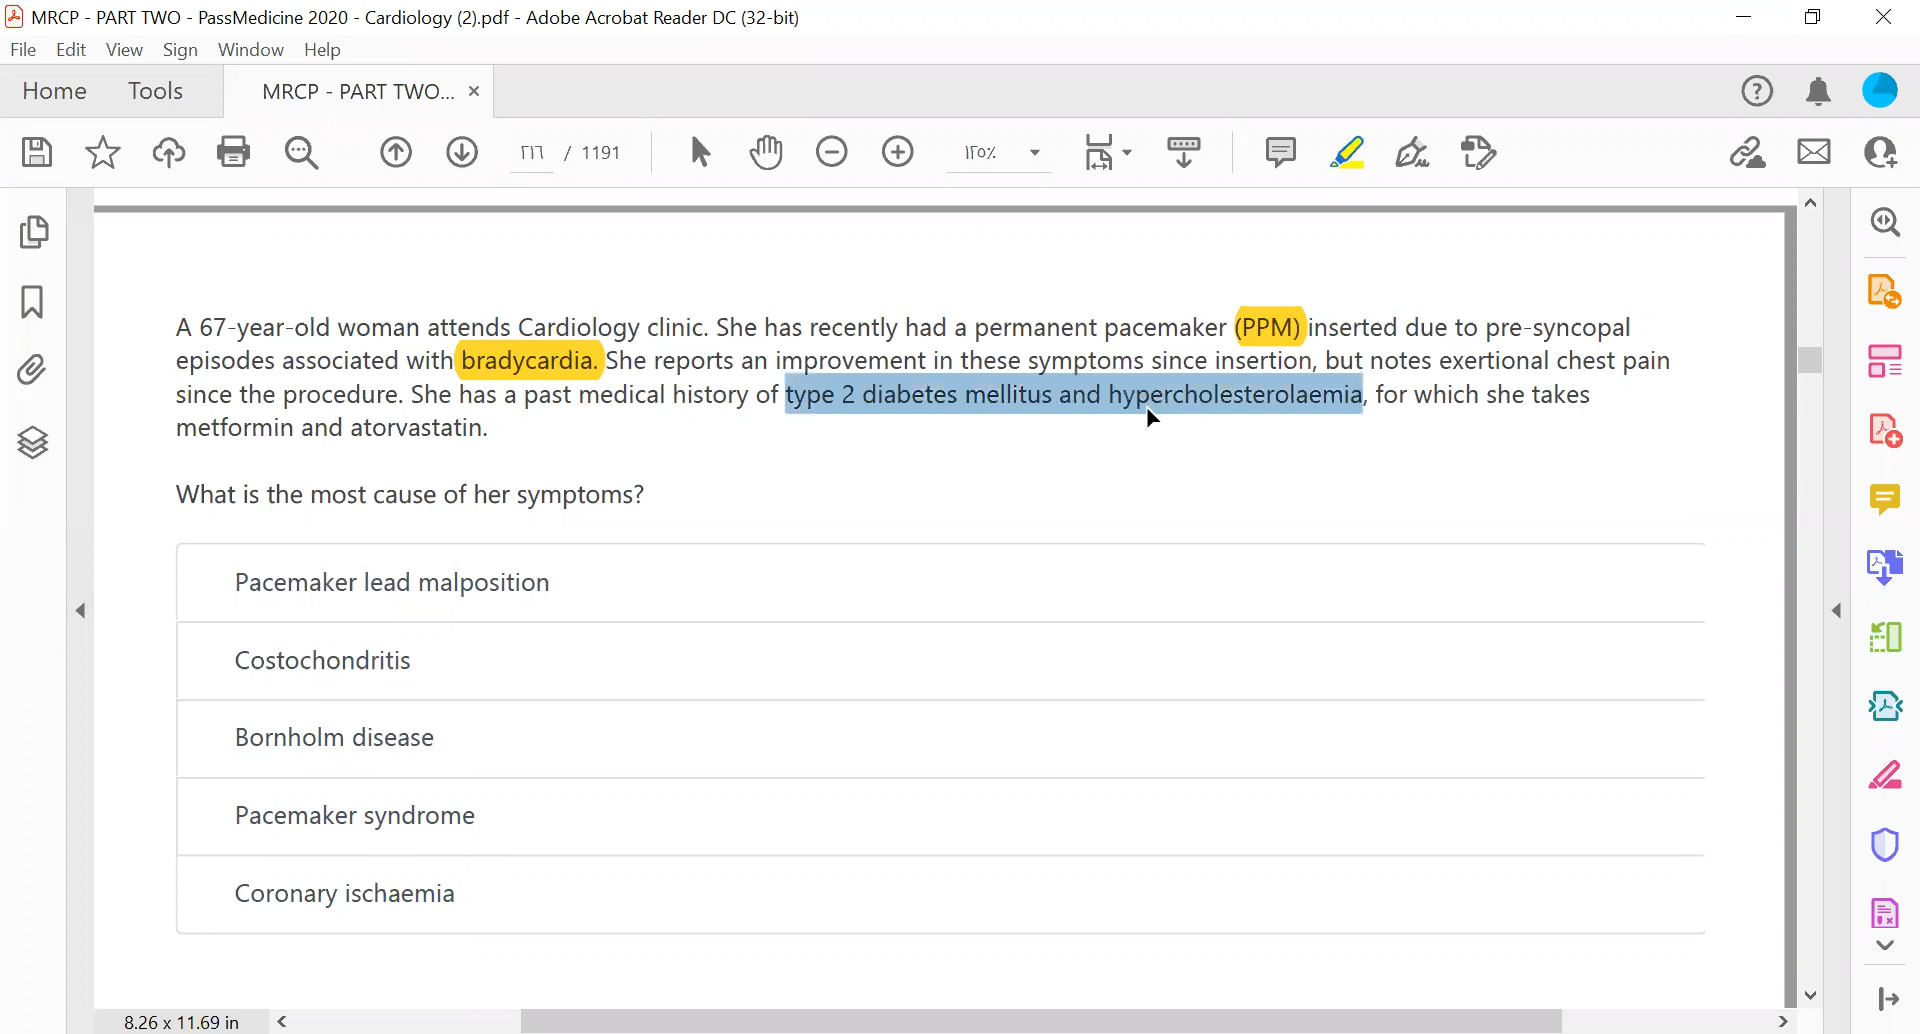 MRCP - PART TWO - PassMedicine 2020 - Cardiology (2).pdf - Adobe Acrobat Reader DC (32-bit)
File Edit View Sign Window Help
Home Tools MRCP - PART TWO... ×
٢١٦ / 1191 ١٢٠٪
A 67-year-old woman attends Cardiology clinic. She has recently had a permanent pacemaker (PPM) inserted due to pre-syncopal
episodes associated with bradycardia. She reports an improvement in these symptoms since insertion, but notes exertional chest pain
since the procedure. She has a past medical history of type 2 diabetes mellitus and hypercholesterolaemia, for which she takes
metformin and atorvastatin.
What is the most cause of her symptoms?
Pacemaker lead malposition
Costochondritis
Bornholm disease
Pacemaker syndrome
Coronary ischaemia
8.26 x 11.69 in